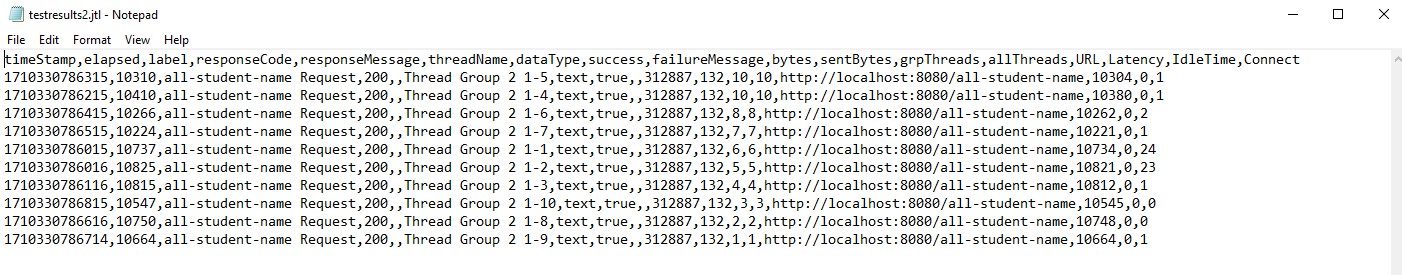 testresults2.jtl - Notepad
File Edit Format View Help
timeStamp,elapsed,label,responseCode,responseMessage,threadName,dataType,success,failureMessage,bytes,sentBytes,grpThreads,allThreads,URL,Latency,IdleTime,Connect
1710330786315,10310,all-student-name Request,200,,Thread Group 2 1-5,text,true,,312887,132,10,10,http://localhost:8080/all-student-name,10304,0,1
1710330786215,10410,all-student-name Request,200,,Thread Group 2 1-4,text,true,,312887,132,10,10,http://localhost:8080/all-student-name,10380,0,1
1710330786415,10266,all-student-name Request,200,,Thread Group 2 1-6,text,true,,312887,132,8,8,http://localhost:8080/all-student-name,10262,0,2
1710330786515,10224,all-student-name Request,200,,Thread Group 2 1-7,text,true,,312887,132,7,7,http://localhost:8080/all-student-name,10221,0,1
1710330786015,10737,all-student-name Request,200,,Thread Group 2 1-1,text,true,,312887,132,6,6,http://localhost:8080/all-student-name,10734,0,24
1710330786016,10825,all-student-name Request,200,,Thread Group 2 1-2,text,true,,312887,132,5,5,http://localhost:8080/all-student-name,10821,0,23
1710330786116,10815,all-student-name Request,200,,Thread Group 2 1-3,text,true,,312887,132,4,4,http://localhost:8080/all-student-name,10812,0,1
1710330786815,10547,all-student-name Request,200,,Thread Group 2 1-10,text,true,,312887,132,3,3,http://localhost:8080/all-student-name,10545,0,0
1710330786616,10750,all-student-name Request,200,,Thread Group 2 1-8,text,true,,312887,132,2,2,http://localhost:8080/all-student-name,10748,0,0
1710330786714,10664,all-student-name Request,200,,Thread Group 2 1-9,text,true,,312887,132,1,1,http://localhost:8080/all-student-name,10664,0,1